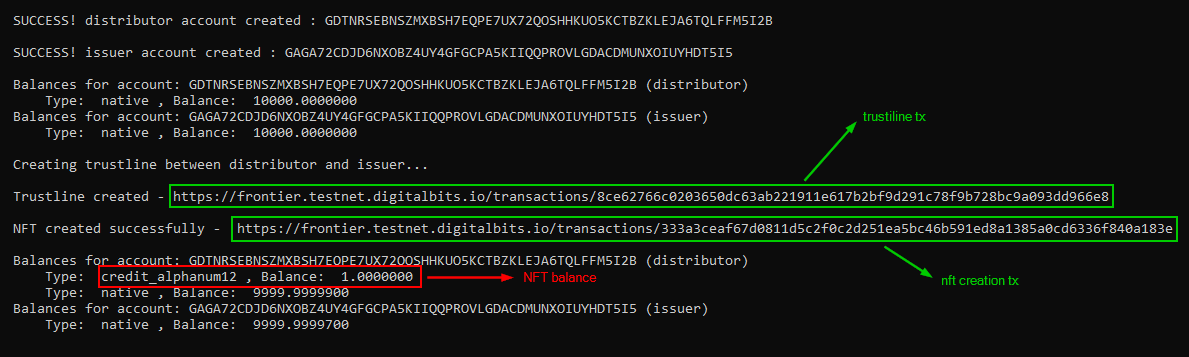 SUCCESS! distributor account created : GDTNRSEBNSZMXBSH7EQPE7UX72QOSHHKUO5KCTBZKLEJA6TQLFFM5I2B
SUCCESS! issuer account created : GAGA72CDJD6NXOBZ4UY4GFGCPA5KIIQQPROVLGDACDMUNXOIUYHDT5I5
Balances for account: GDTNRSEBNSZMXBSH7EQPE7UX72QOSHHKUO5KCTBZKLEJA6TQLFFM5I2B (distributor)
Type:  native , Balance:  10000.0000000
Balances for account: GAGA72CDJD6NXOBZ4UY4GFGCPA5KIIQQPROVLGDACDMUNXOIUYHDT5I5 (issuer)
Type:  native , Balance:  10000.0000000
trustiline tx
Creating trustline between distributor and issuer...
Trustline created - https://frontier.testnet.digitalbits.io/transactions/8ce62766c0203650dc63ab221911e617b2bf9d291c78f9b728bc9a093dd966e8
NFT created successfully -  https://frontier.testnet.digitalbits.io/transactions/333a3ceaf67d0811d5c2f0c2d251ea5bc46b591ed8a1385a0cd6336f840a183e
Balances for account: GDTNRSEBNSZMXBSH7EQPE7UX72QOSHHKUO5KCTBZKLEJA6TQLFFM5I2B (distributor)
Type:  credit_alphanum12 , Balance:  1.0000000
NFT balance
nft creation tx
Type:  native , Balance:  9999.9999900
Balances for account: GAGA72CDJD6NXOBZ4UY4GFGCPA5KIIQQPROVLGDACDMUNXOIUYHDT5I5 (issuer)
Type:  native , Balance:  9999.9999700